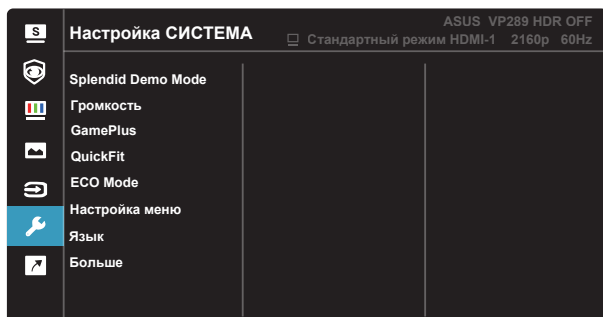 S
Настройка СИСТЕМА
ASUS VP289 HDR OFF
Стандартный режим HDMI-1 2160p 60Hz
Splendid Demo Mode
Громкость
GamePlus
QuickFit
ECO Mode
Настройка меню
Язык
Больше